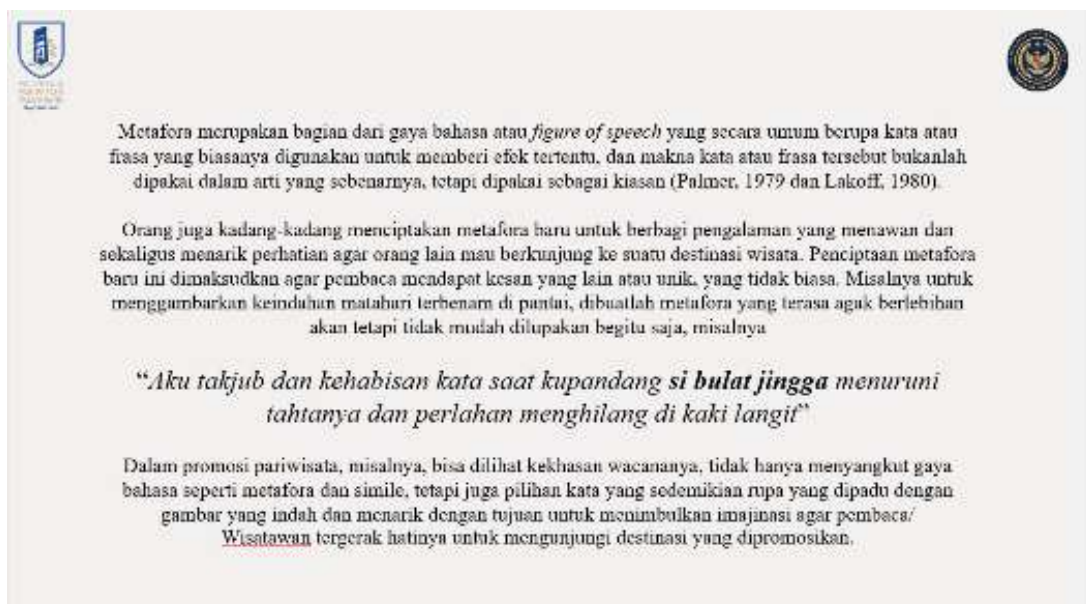 Metafora merupakan bagian dari gaya bahasa atau figure of speech yang secara umum berupa kata atau
frasa yang biasanya digunakan untuk memberi efek tertentu, dan makna kata atau frasa tersebut bukanlah
dipakai dalam arti yang sebenarnya, tetapi dipakai sebagai kiasan (Palmer, 1979 dan Lakoff, 1980).
Orang juga kadang-kadang menciptakan metafora baru untuk berbagi pengalaman yang menawan dan
sekaligus menarik perhatian agar orang lain mau berkunjung ke suatu destinasi wisata. Penciptaan metafora
baru ini dimaksudkan agar pembaca mendapat kesan yang lain atau unik, yang tidak biasa. Misalnya untuk
menggambarkan keindahan matahari terbenam di pantai, dibuatlah metafora yang terasa agak berlebihan
akan tetapi tidak mudah dilupakan begitu saja, misalnya
“Aku takjub dan kehabisan kata saat kupandang si bulat jingga menuruni
tahtanya dan perlahan menghilang di kaki langit”
Dalam promosi pariwisata, misalnya, bisa dilihat kekhasan wacananya, tidak hanya menyangkut gaya
bahasa seperti metafora dan simile, tetapi juga pilihan kata yang sedemikian rupa yang dipadu dengan
gambar yang indah dan menarik dengan tujuan untuk menimbulkan imajinasi agar pembaca/
Wisatawan tergerak hatinya untuk mengunjungi destinasi yang dipromosikan.